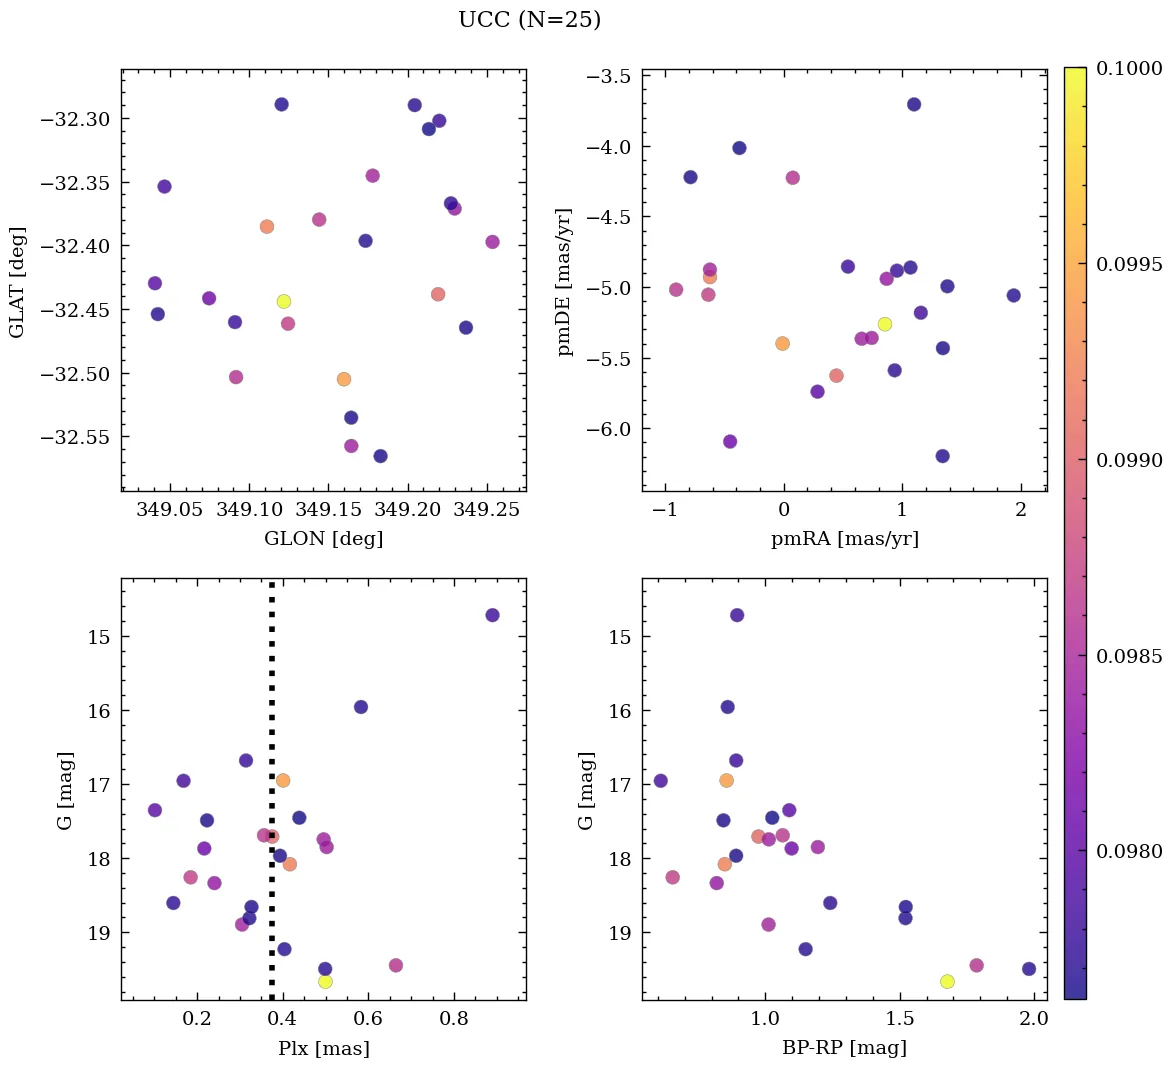 UCC (N=25)
−32.30
−32.35
−32.40
−32.45
−32.50
−32.55
GLAT [deg]
349.05 349.10 349.15 349.20 349.25
GLON [deg]
−3.5
−4.0
−4.5
−5.0
−5.5
−6.0
pmDE [mas/yr]
−1 0 1 2
pmRA [mas/yr]
15
16
17
18
19
G [mag]
0.2 0.4 0.6 0.8
Plx [mas]
15
16
17
18
19
G [mag]
1.0 1.5 2.0
BP-RP [mag]
0.1000
0.0995
0.0990
0.0985
0.0980